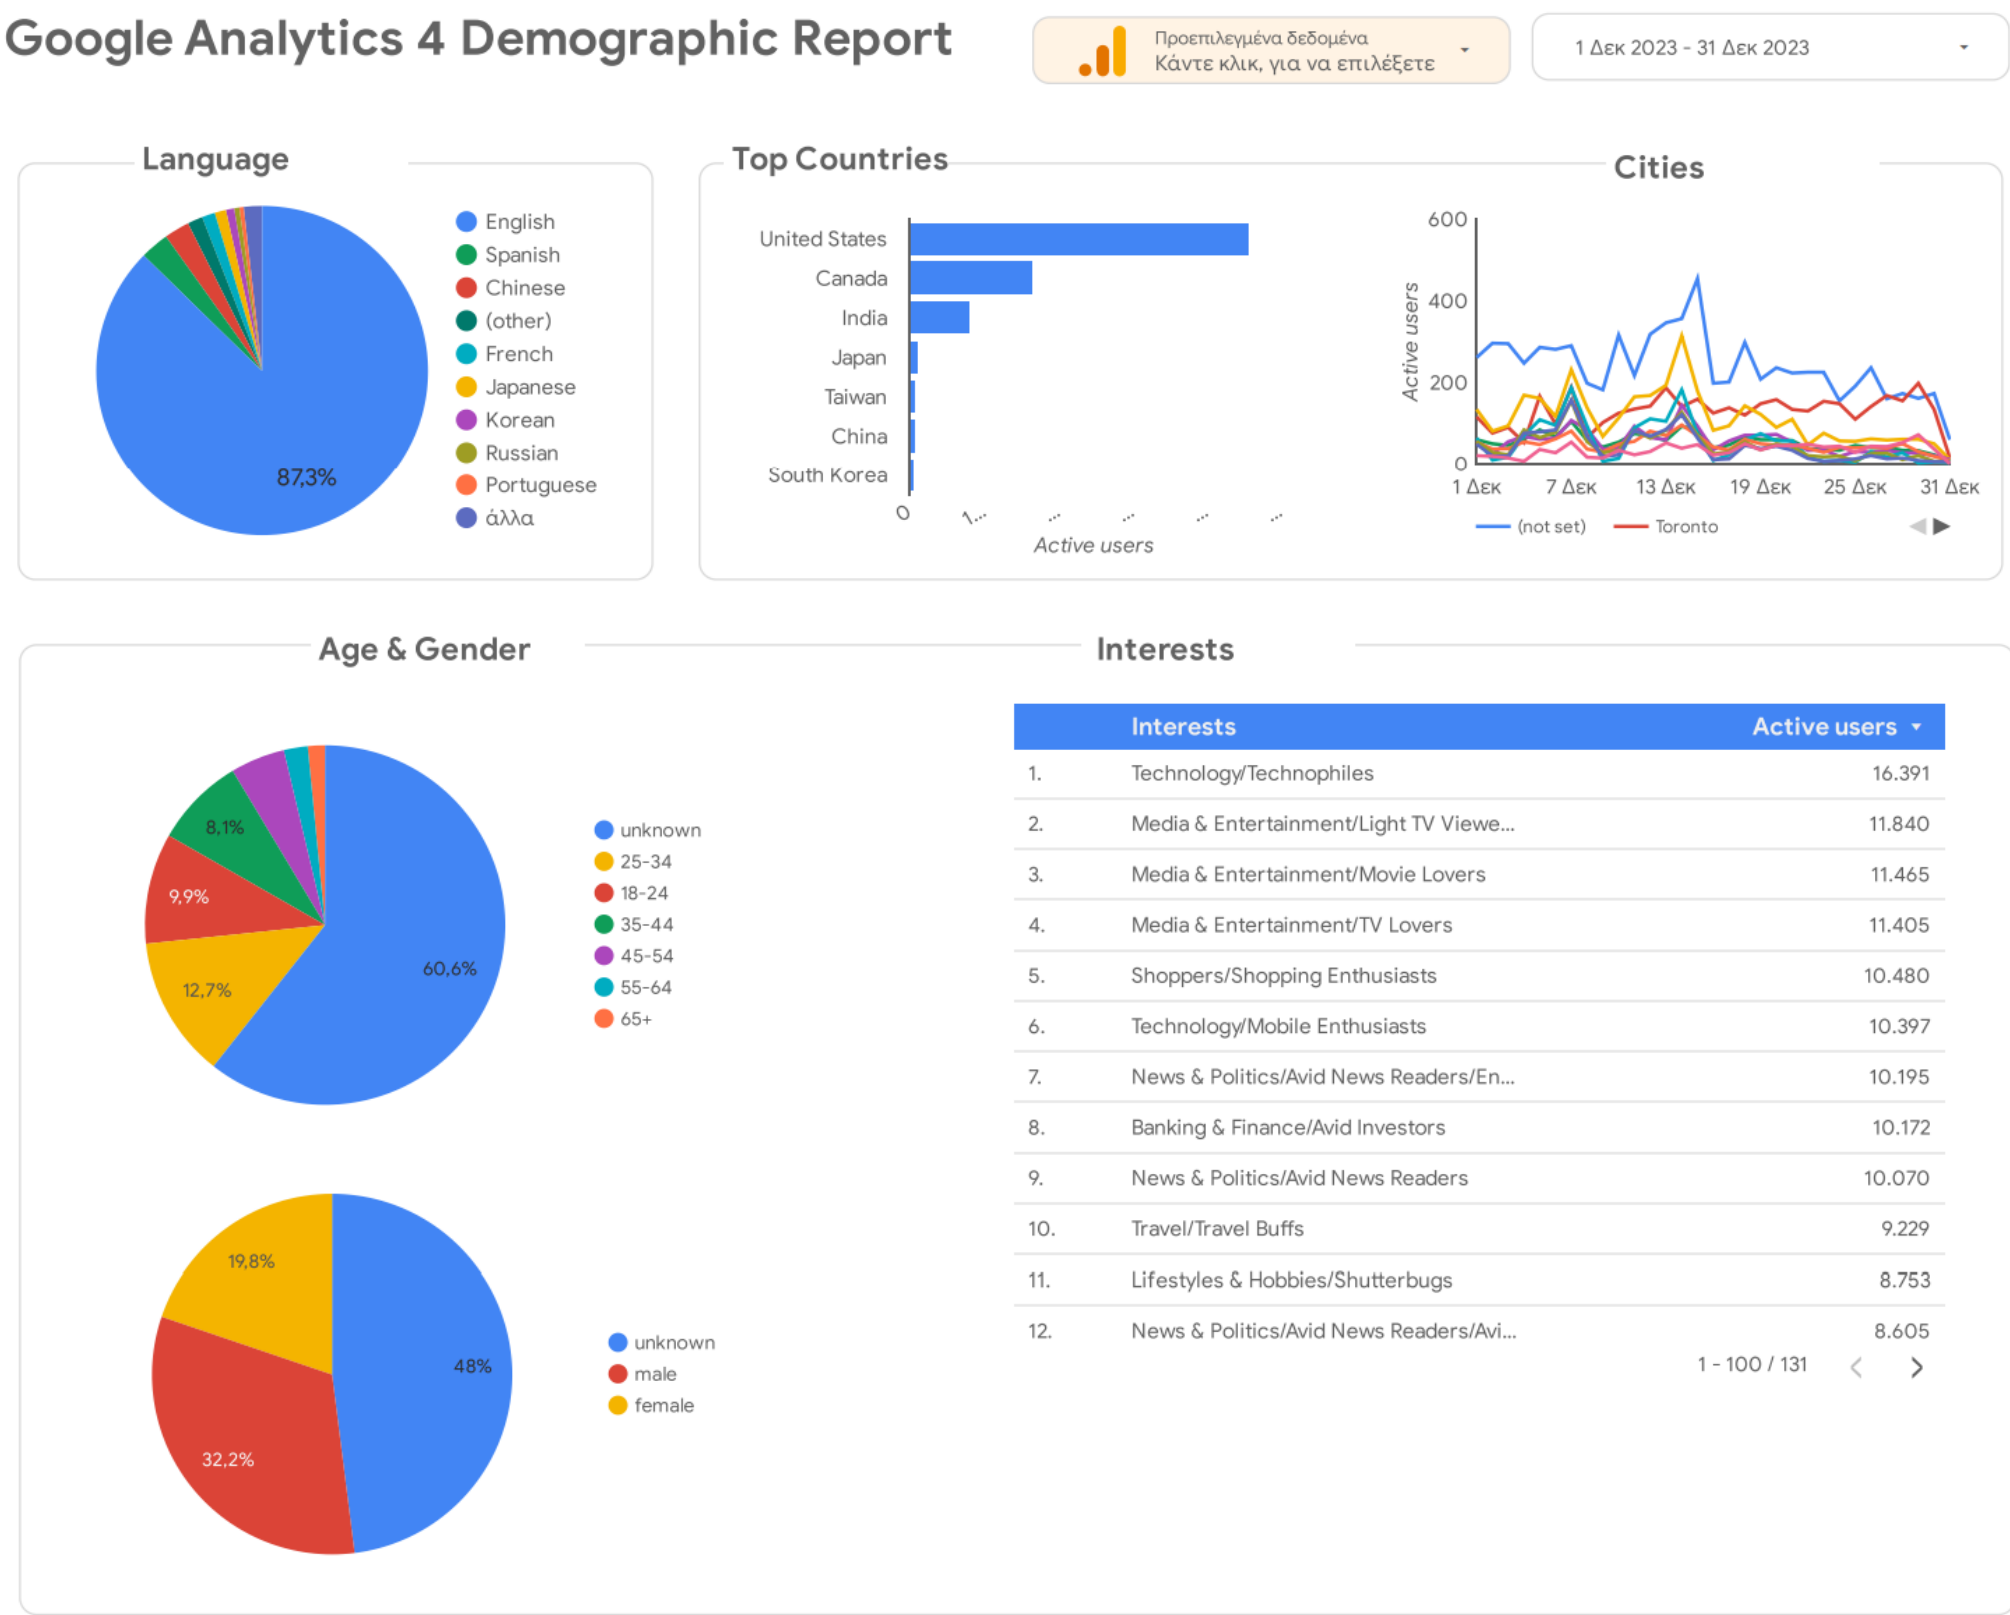 Google Analytics 4 Demographic Report
Προεπιλεγμένα δεδομένα
Κάντε κλικ, για να επιλέξετε
1 Δεκ 2023 - 31 Δεκ 2023
Language
87,3%
English
Spanish
Chinese
(other)
French
Japanese
Korean
Russian
Portuguese
άλλα
Top Countries
United States
Canada
India
Japan
Taiwan
China
South Korea
0
1...
...
...
...
...
Active users
Cities
Active users
600
400
200
0
1 Δεκ 7 Δεκ 13 Δεκ 19 Δεκ 25 Δεκ 31 Δεκ
(not set) Toronto
Age & Gender
8,1%
9,9%
12,7%
60,6%
unknown
25-34
18-24
35-44
45-54
55-64
65+
19,8%
48%
32,2%
unknown
male
female
Interests
Interests Active users
1. Technology/Technophiles 16.391
2. Media & Entertainment/Light TV Viewe... 11.840
3. Media & Entertainment/Movie Lovers 11.465
4. Media & Entertainment/TV Lovers 11.405
5. Shoppers/Shopping Enthusiasts 10.480
6. Technology/Mobile Enthusiasts 10.397
7. News & Politics/Avid News Readers/En... 10.195
8. Banking & Finance/Avid Investors 10.172
9. News & Politics/Avid News Readers 10.070
10. Travel/Travel Buffs 9.229
11. Lifestyles & Hobbies/Shutterbugs 8.753
12. News & Politics/Avid News Readers/Avi... 8.605
1 - 100 / 131